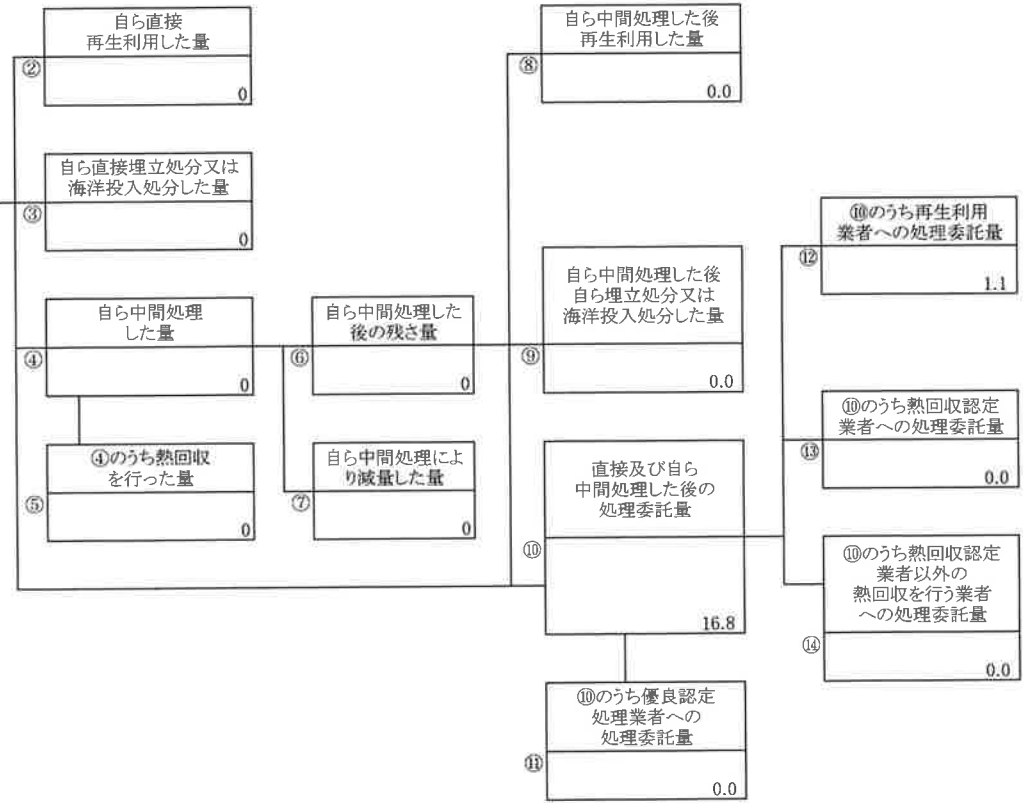 自ら直接
再生利用した量
②
0
自ら直接埋立処分又は
海洋投入処分した量
③
0
自ら中間処理
した量
④
0
④のうち熱回収
を行った量
⑤
0
自ら中間処理した
後の残さ量
⑥
0
自ら中間処理によ
り減量した量
⑦
0
自ら中間処理した後
再生利用した量
⑧
0.0
自ら中間処理した後
自ら埋立処分又は
海洋投入処分した量
⑨
0.0
直接及び自ら
中間処理した後の
処理委託量
⑩
16.8
⑩のうち優良認定
処理業者への
処理委託量
⑪
0.0
⑩のうち再生利用
業者への処理委託量
⑫
1.1
⑩のうち熱回収認定
業者への処理委託量
⑬
0.0
⑩のうち熱回収認定
業者以外の
熱回収を行う業者
への処理委託量
⑭
0.0